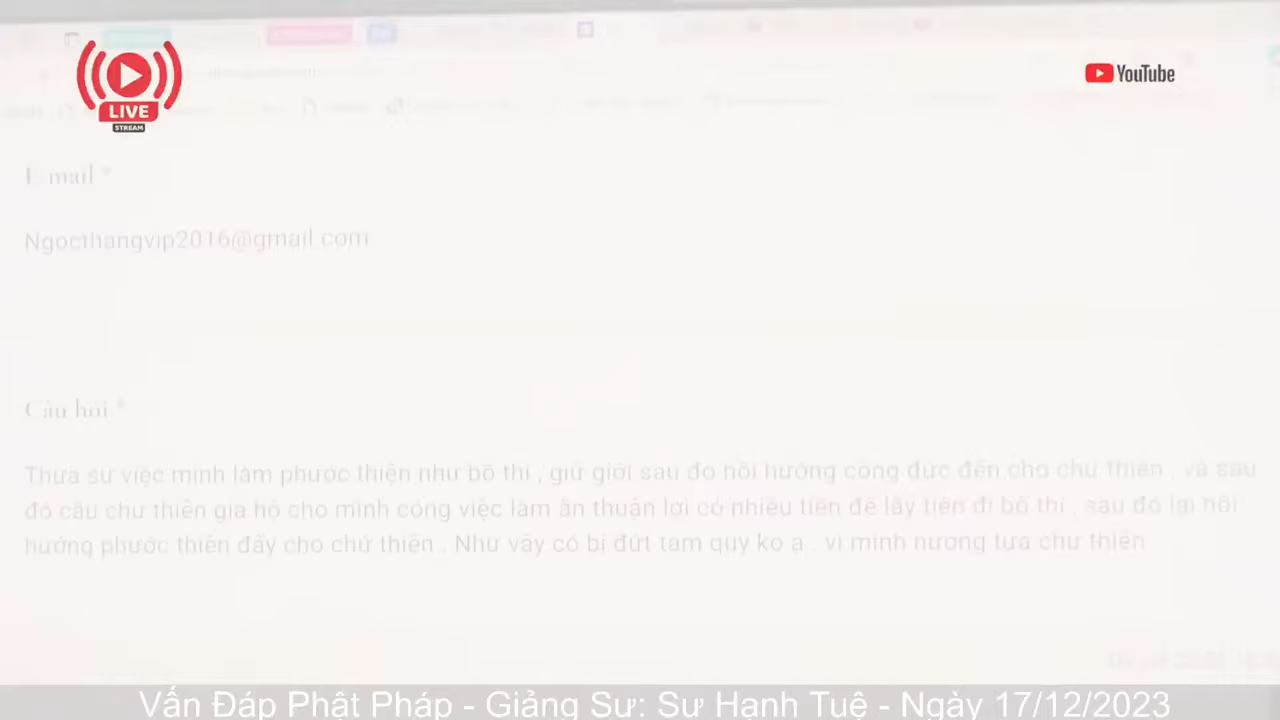 LIVE
STREAM
YouTube
E-mail *
Ngocthangvip2016@gmail.com
Câu hỏi *
Thưa sư việc mình làm phước thiện như bố thí , giữ giới sau đó hồi hướng công đức đến cho chư thiên , và sau
đó cầu chư thiên gia hộ cho mình công việc làm ăn thuận lợi có nhiều tiền để lấy tiền đi bố thí , sau đó lại hồi
hướng phước thiện đấy cho chư thiên . Như vậy có bị đứt tam quy ko ạ . vì mình nương tựa chư thiên
Vấn Đáp Phật Pháp - Giảng Sư: Sư Hạnh Tuệ - Ngày 17/12/2023